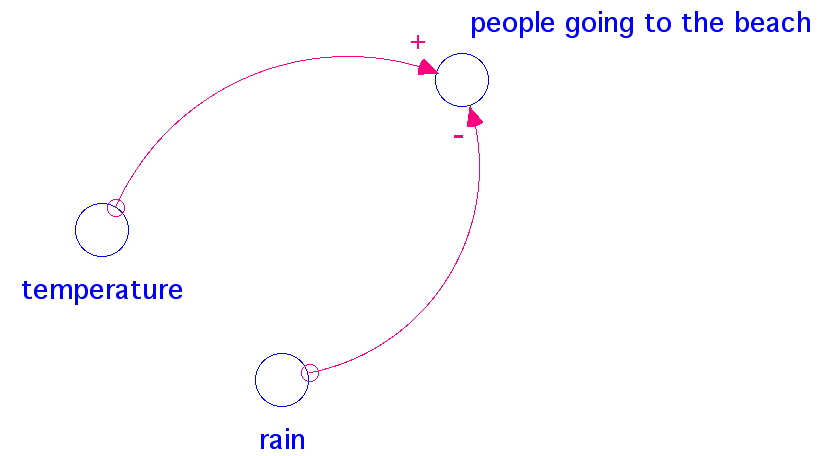 people going to the beach
+
-
temperature
rain